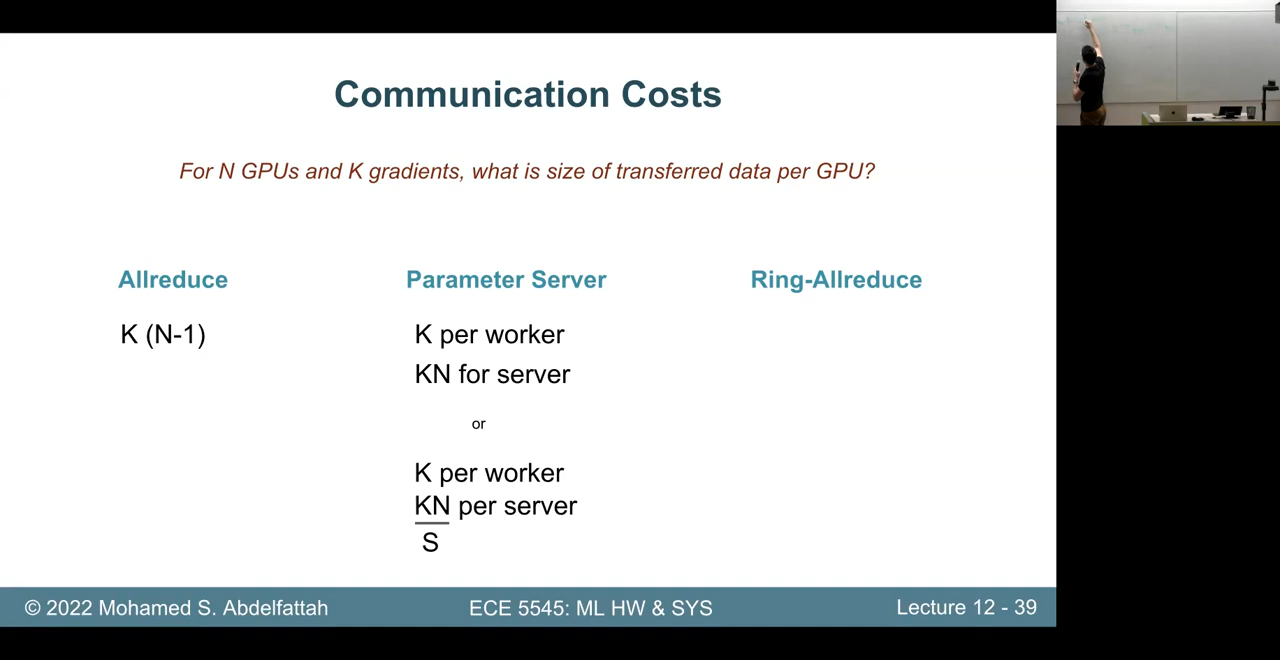 Communication Costs
For N GPUs and K gradients, what is size of transferred data per GPU?
Allreduce
K (N-1)
Parameter Server
K per worker
KN for server
or
K per worker
KN per server
S
Ring-Allreduce
© 2022 Mohamed S. Abdelfattah
ECE 5545: ML HW & SYS
Lecture 12 - 39